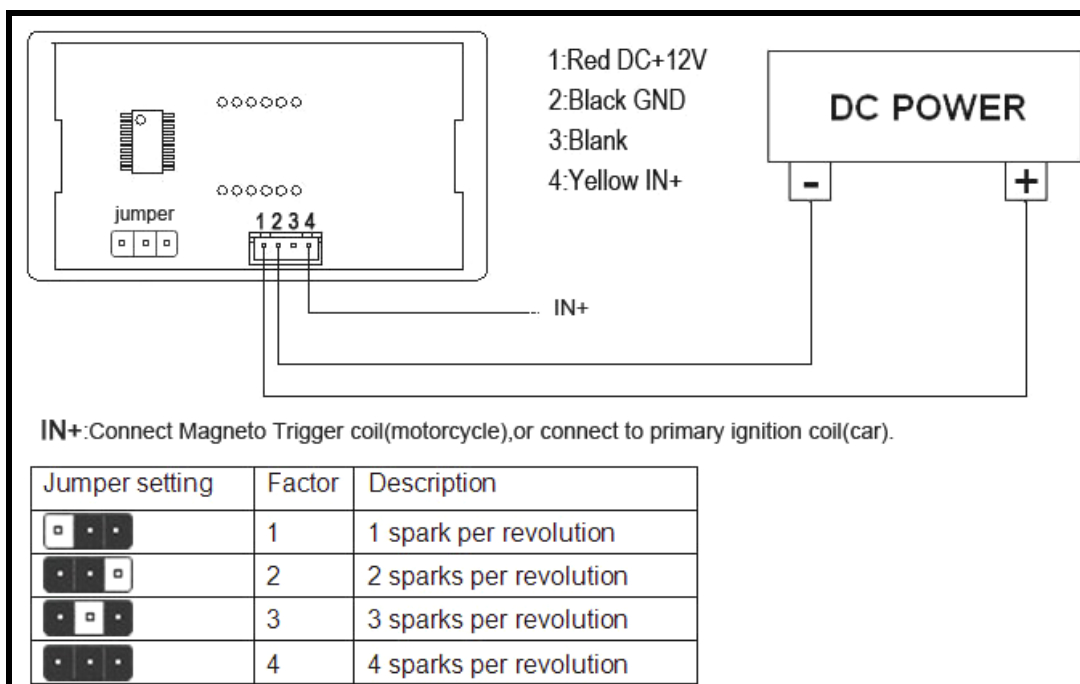 1:Red DC+12V
2:Black GND
3:Blank
4:Yellow IN+
DC POWER
- +
jumper
1 2 3 4
IN+
IN+:Connect Magneto Trigger coil(motorcycle),or connect to primary ignition coil(car).
Jumper setting Factor Description
1 1 spark per revolution
2 2 sparks per revolution
3 3 sparks per revolution
4 4 sparks per revolution